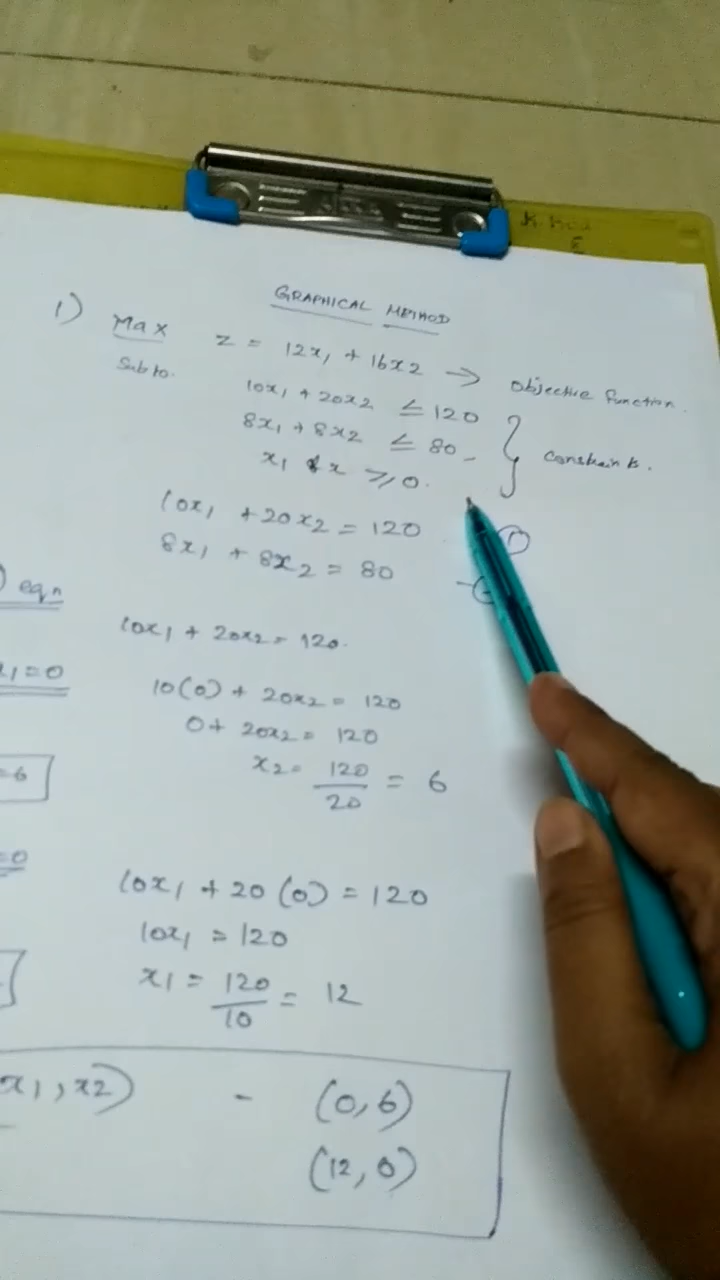 GRAPHICAL METHOD
1) Max z = 12x1 + 16x2 → Objective function.
Sub to. 10x1 + 20x2 ≤ 120
8x1 + 8x2 ≤ 80
x1 & x ≥ 0.
constraints.
10x1 + 20x2 = 120 ①
8x1 + 8x2 = 80
) eqn
10x1 + 20x2 = 120.
x1=0
10(0) + 20x2 = 120
0 + 20x2 = 120
x2 = 120/20 = 6
=6
=0
10x1 + 20(0) = 120
10x1 = 120
x1 = 120/10 = 12
x1, x2) - (0,6)
(12,0)